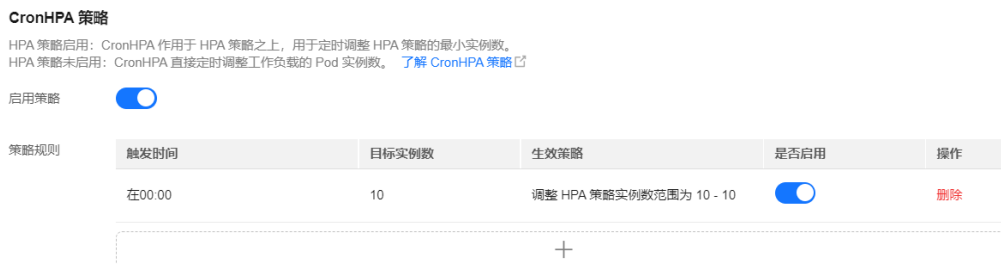 CronHPA 策略
HPA 策略启用：CronHPA 作用于 HPA 策略之上，用于定时调整 HPA 策略的最小实例数。
HPA 策略未启用：CronHPA 直接定时调整工作负载的 Pod 实例数。 了解 CronHPA 策略
启用策略
策略规则 触发时间 目标实例数 生效策略 是否启用 操作
在00:00 10 调整 HPA 策略实例数范围为 10 - 10 删除